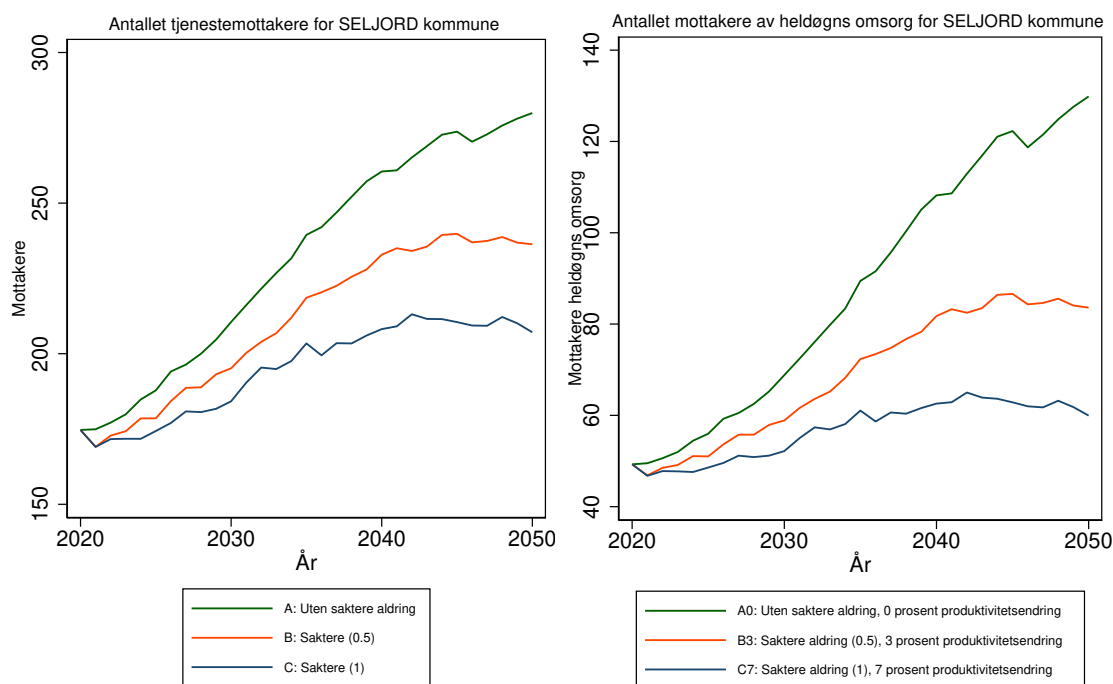 Antallet tjenestemottakere for SELJORD kommune
300
250
200
150
Mottakere
2020
2030
2040
2050
År
A: Uten saktere aldring
B: Saktere (0.5)
C: Saktere (1)
Antallet mottakere av heldøgns omsorg for SELJORD kommune
140
120
100
80
60
40
Mottakere heldøgns omsorg
2020
2030
2040
2050
År
A0: Uten saktere aldring, 0 prosent produktivitetsendring
B3: Saktere aldring (0.5), 3 prosent produktivitetsendring
C7: Saktere aldring (1), 7 prosent produktivitetsendring